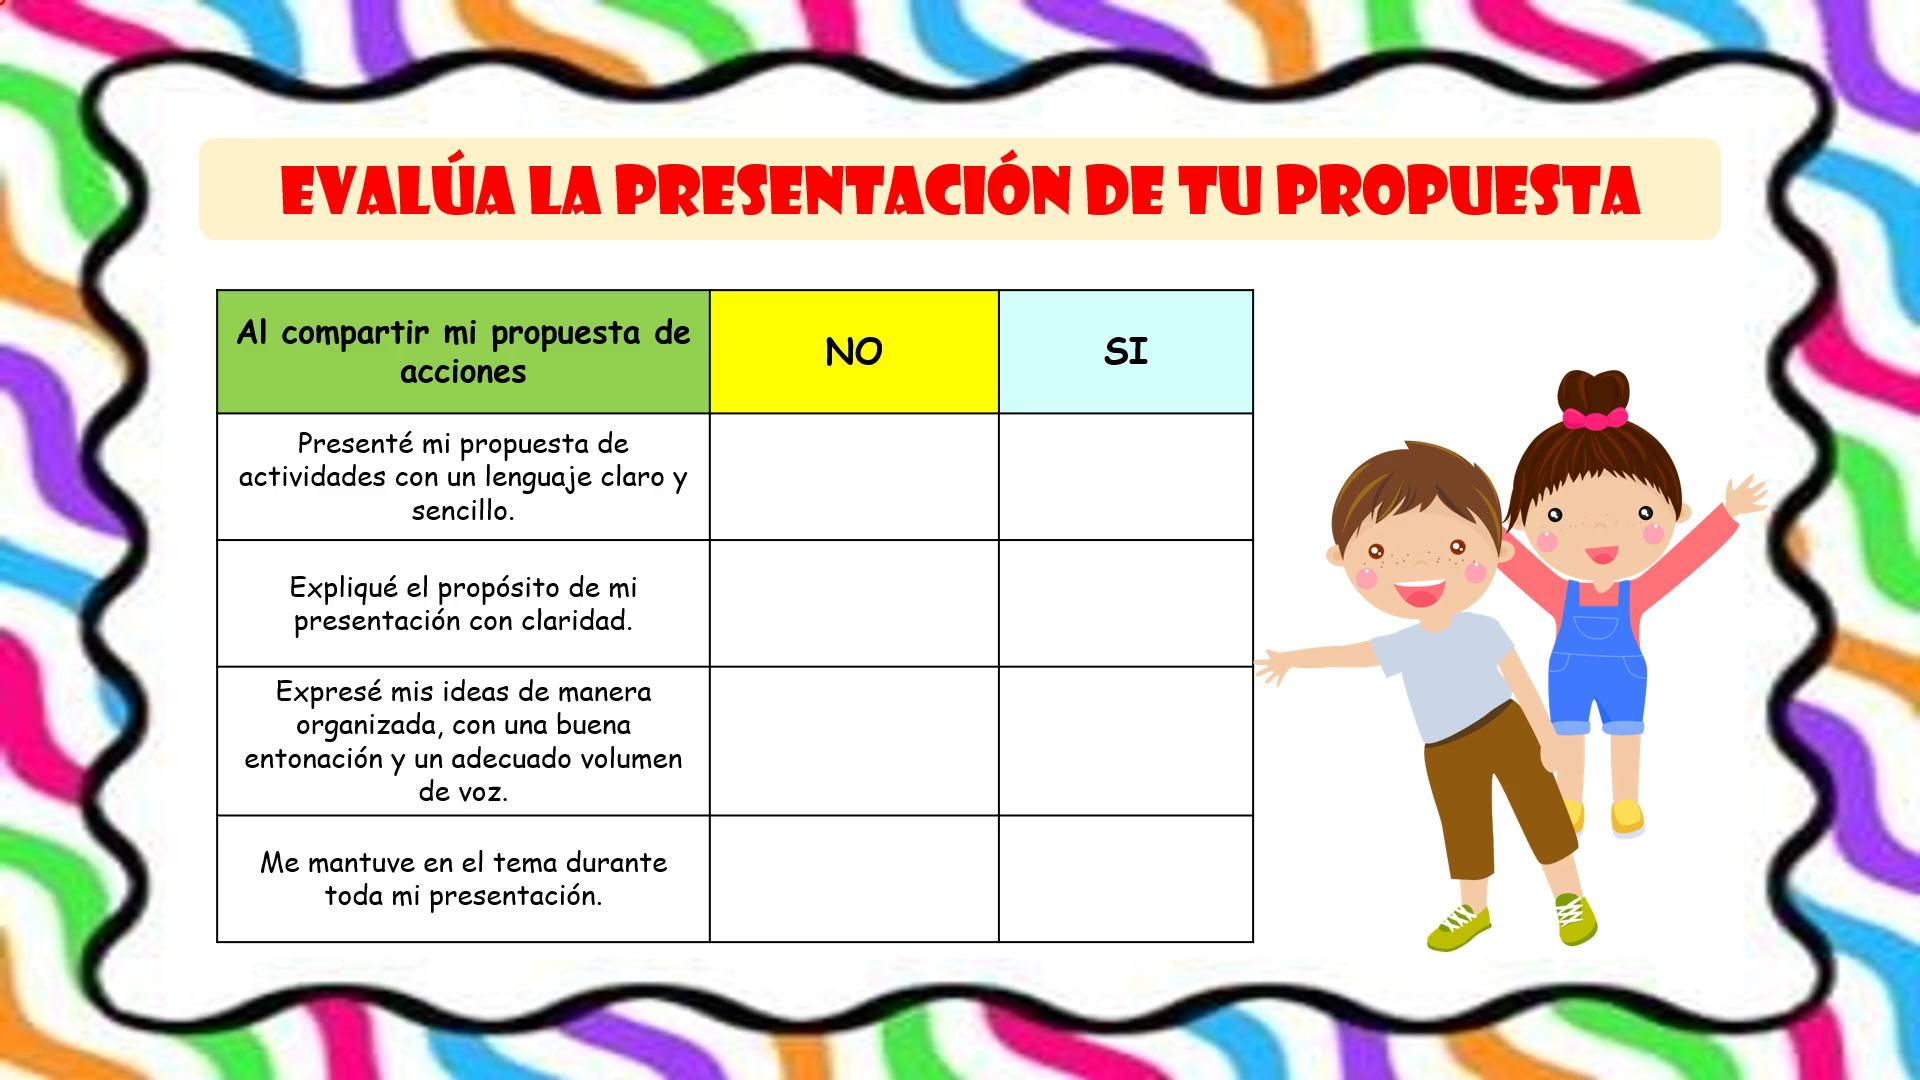 EVALÚA LA PRESENTACIÓN DE TU PROPUESTA
Al compartir mi propuesta de
acciones
NO
SI
Presenté mi propuesta de
actividades con un lenguaje claro y
sencillo.
Expliqué el propósito de mi
presentación con claridad.
Expresé mis ideas de manera
organizada, con una buena
entonación y un adecuado volumen
de voz.
Me mantuve en el tema durante
toda mi presentación.